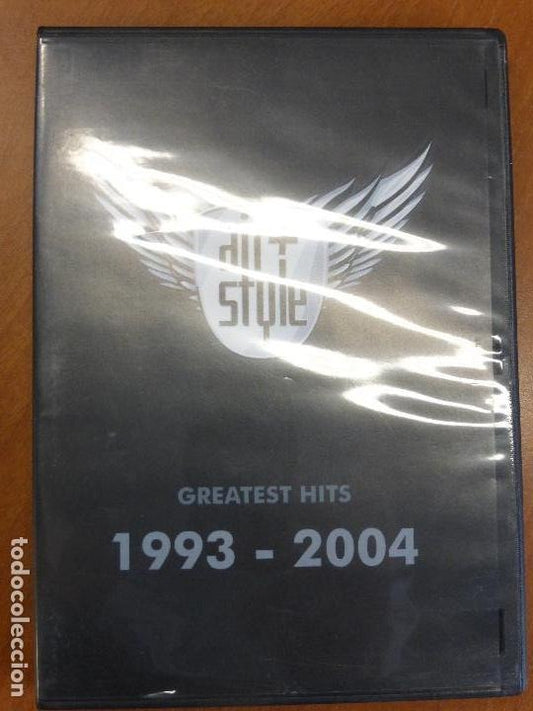 style
GREATEST HITS
1993 - 2004
todocoleccion